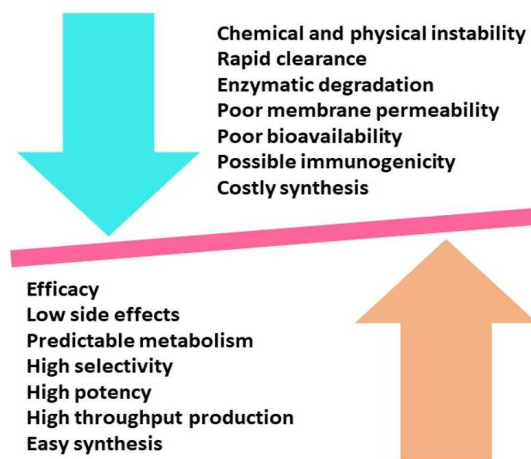 Chemical and physical instability
Rapid clearance
Enzymatic degradation
Poor membrane permeability
Poor bioavailability
Possible immunogenicity
Costly synthesis
Efficacy
Low side effects
Predictable metabolism
High selectivity
High potency
High throughput production
Easy synthesis